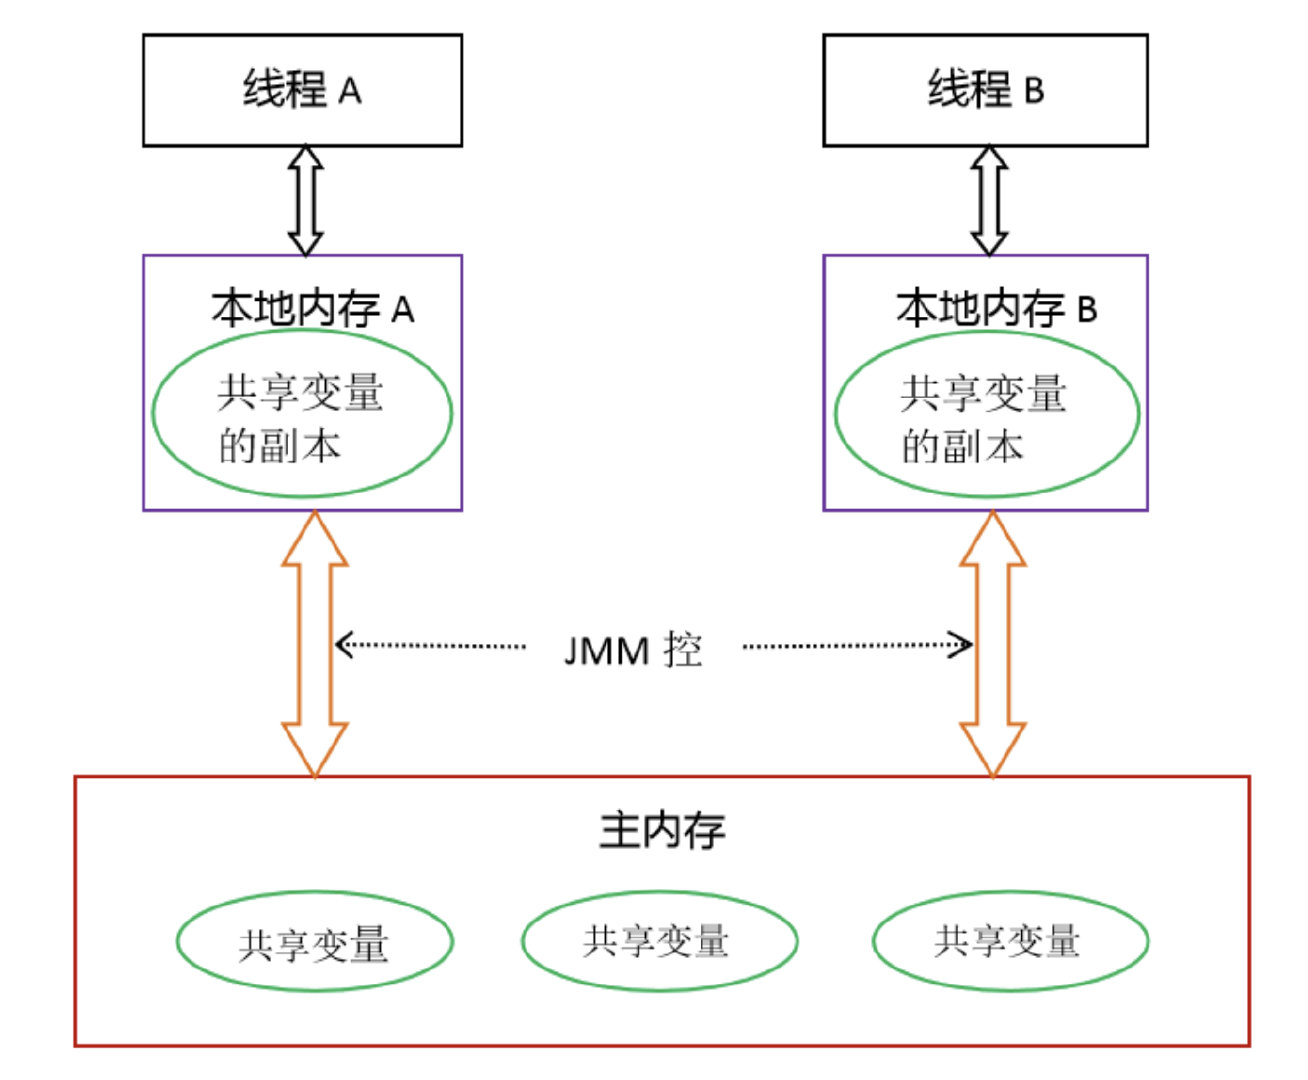 线程 A
线程 B
本地内存 A
共享变量
的副本
本地内存 B
共享变量
的副本
JMM 控
主内存
共享变量
共享变量
共享变量